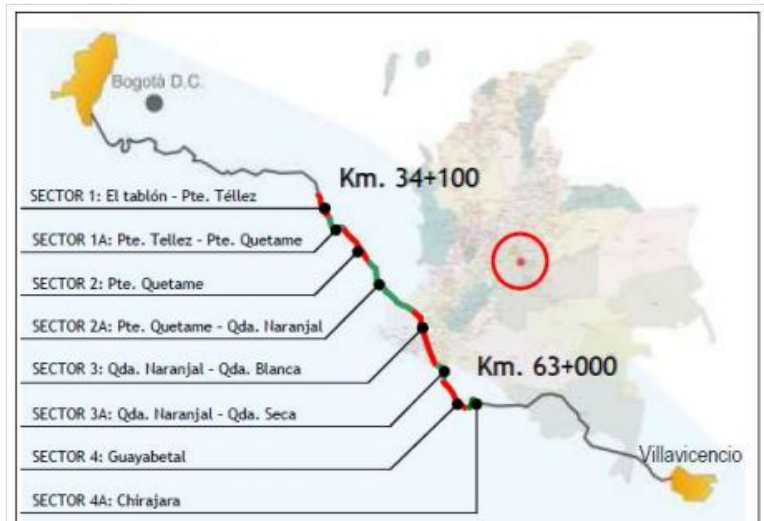 Bogotà D.C.
Km. 34+100
SECTOR 1: El tablón - Pte. Téllez
SECTOR 1A: Pte. Tellez - Pte. Quetame
SECTOR 2: Pte. Quetame
SECTOR 2A: Pte. Quetame - Qda. Naranjal
SECTOR 3: Qda. Naranjal - Qda. Blanca
Km. 63+000
SECTOR 3A: Qda. Naranjal - Qda. Seca
SECTOR 4: Guayabetal
Villavicencio
SECTOR 4A: Chirajara